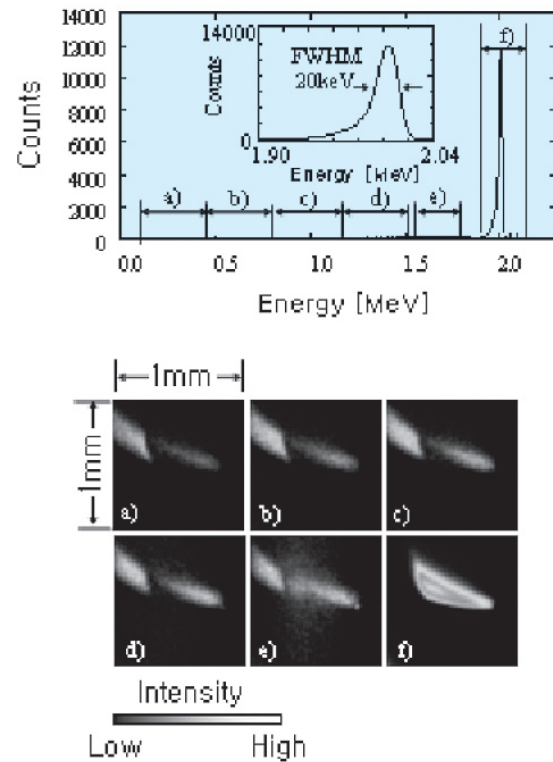 14000
12000
10000
8000
6000
4000
2000
0
Counts
14000
0
Counts
FWHM
20keV
1.90
2.04
Energy [MeV]
a)
b)
c)
d)
e)
f)
0.0
0.5
1.0
1.5
2.0
Energy [MeV]
1mm
1mm
a)
b)
c)
d)
e)
f)
Intensity
Low
High